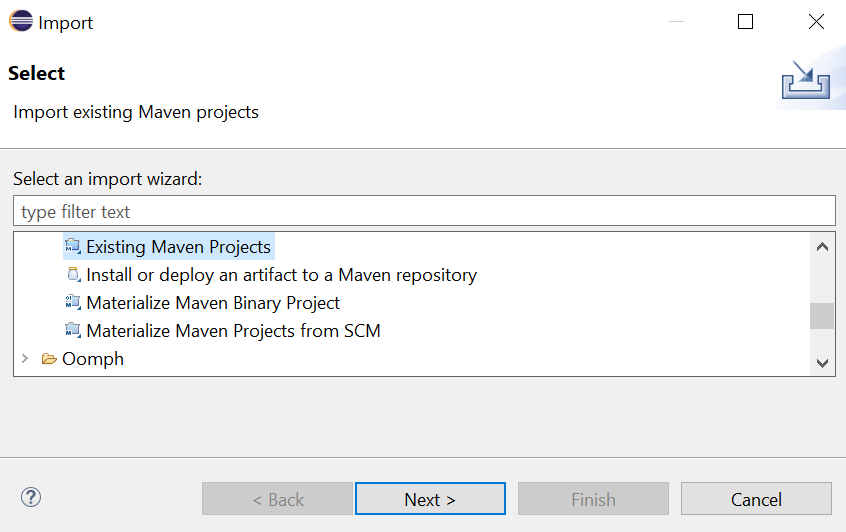 Import
Select
Import existing Maven projects
Select an import wizard:
type filter text
Existing Maven Projects
Install or deploy an artifact to a Maven repository
Materialize Maven Binary Project
Materialize Maven Projects from SCM
Oomph
? < Back Next > Finish Cancel